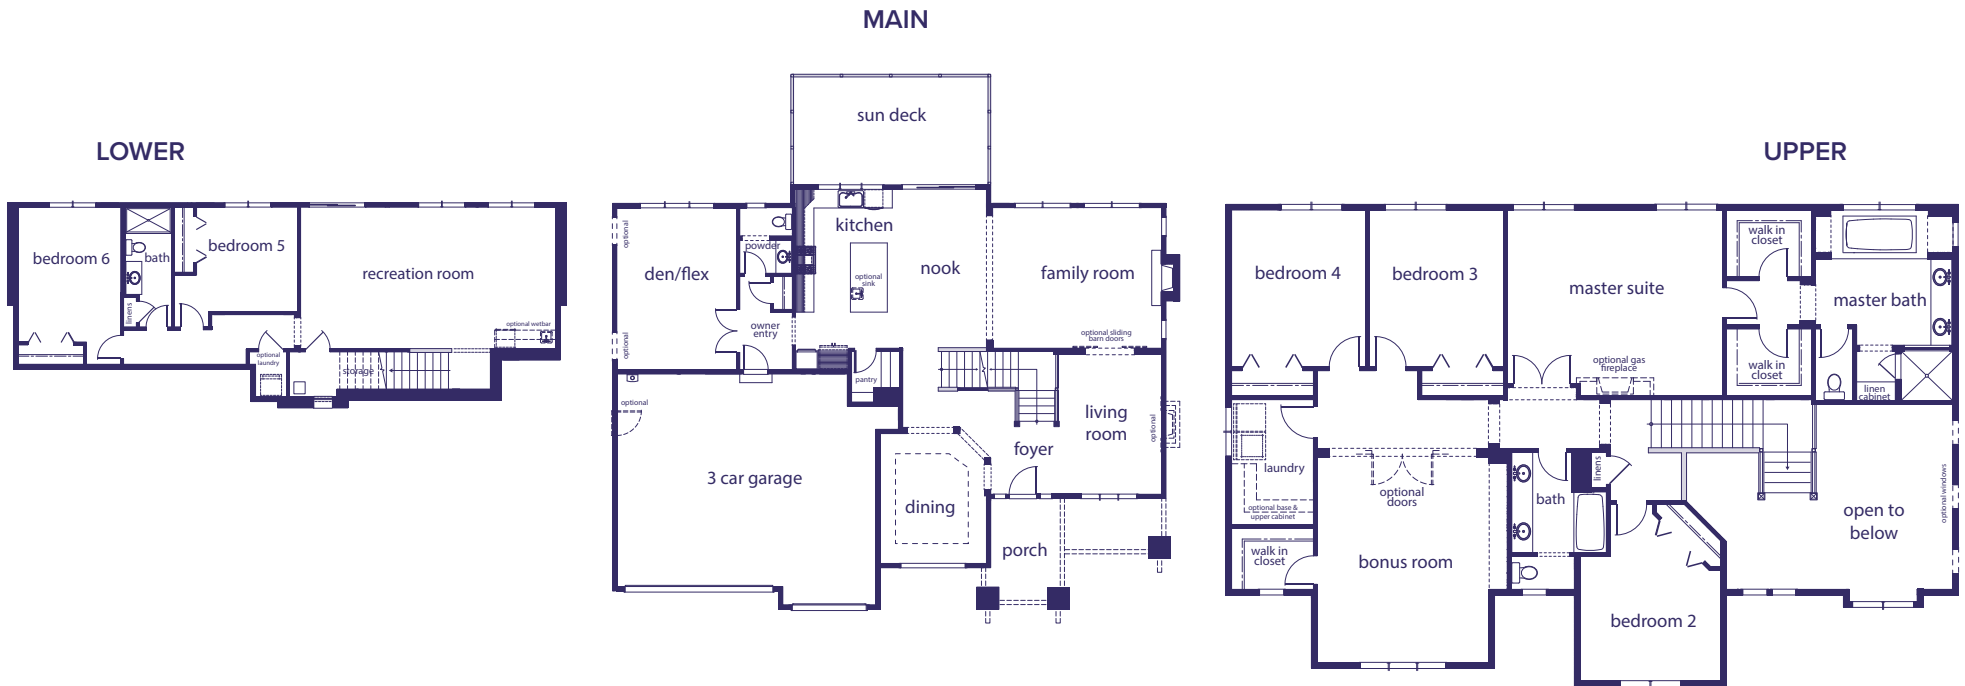 MAIN
LOWER
UPPER
bedroom 6
bath
bedroom 5
recreation room
linens
optional
laundry
storage
optional wetbar
sun deck
optional
den/flex
powder
kitchen
optional
sink
nook
family room
owner
entry
optional
optional sliding
barn doors
pantry
optional
living
room
optional
foyer
3 car garage
dining
porch
bedroom 4
bedroom 3
master suite
walk in
closet
master bath
optional gas
fireplace
walk in
closet
linen
cabinet
laundry
optional base &
upper cabinet
optional
doors
bath
linens
walk in
closet
bonus room
bedroom 2
open to
below
optional windows